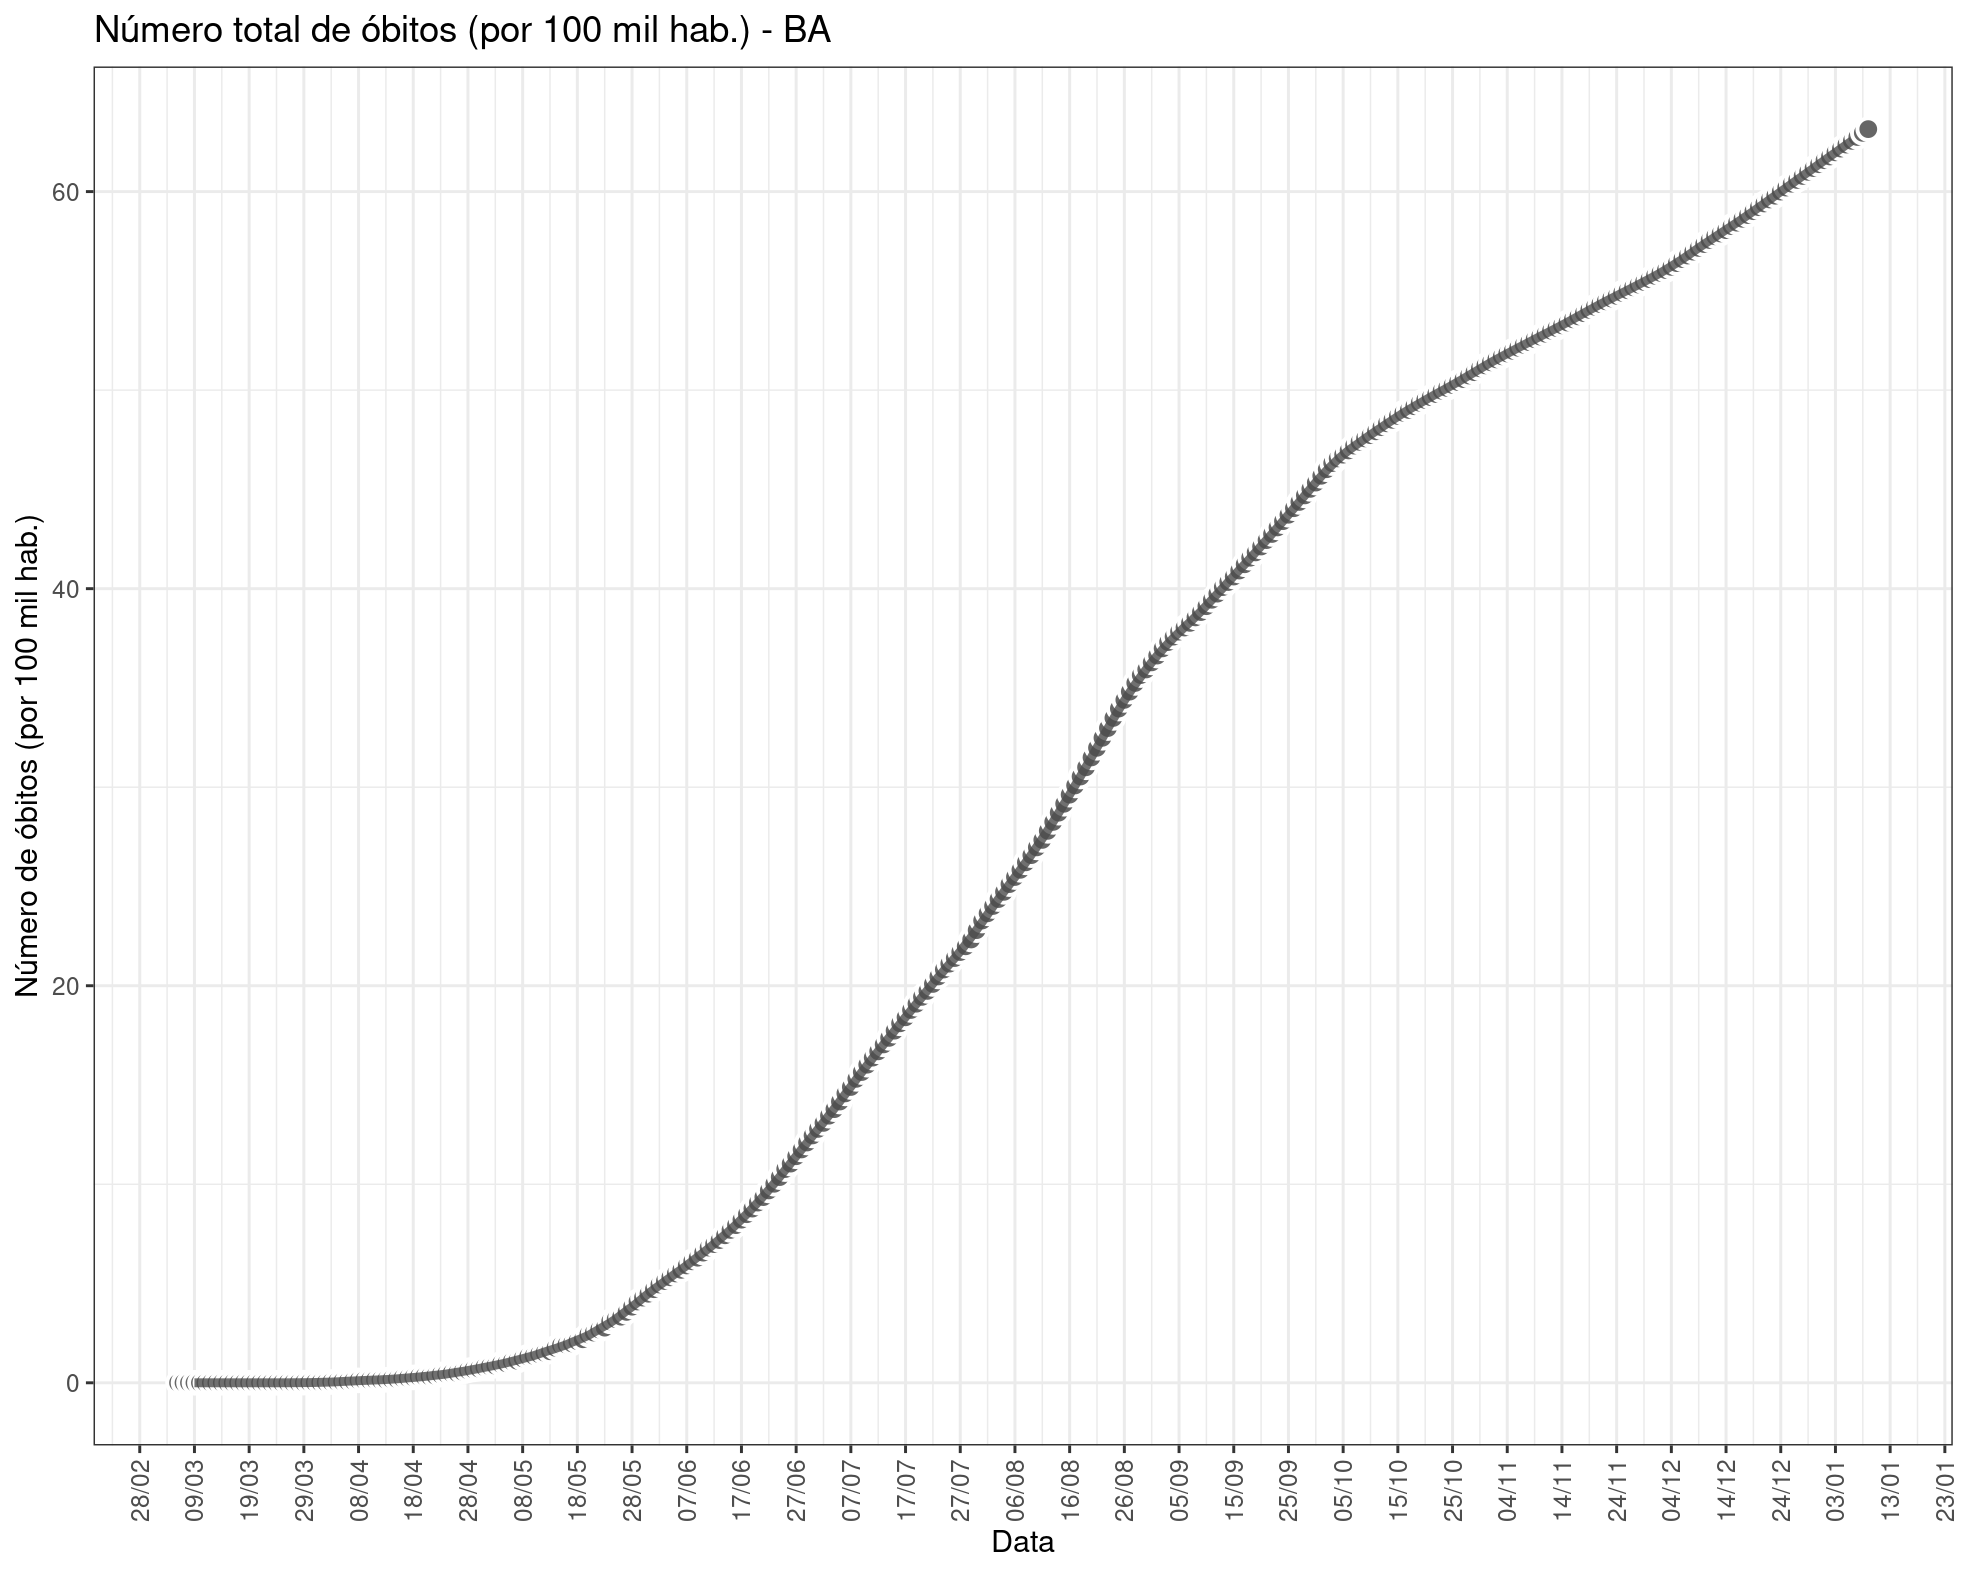 Número total de óbitos (por 100 mil hab.) - BA
Número de óbitos (por 100 mil hab.)
60
40
20
0
28/02 09/03 19/03 29/03 08/04 18/04 28/04 08/05 18/05 28/05 07/06 17/06 27/06 07/07 17/07 27/07 06/08 16/08 26/08 05/09 15/09 25/09 05/10 15/10 25/10 04/11 14/11 24/11 04/12 14/12 24/12 03/01 13/01 23/01
Data